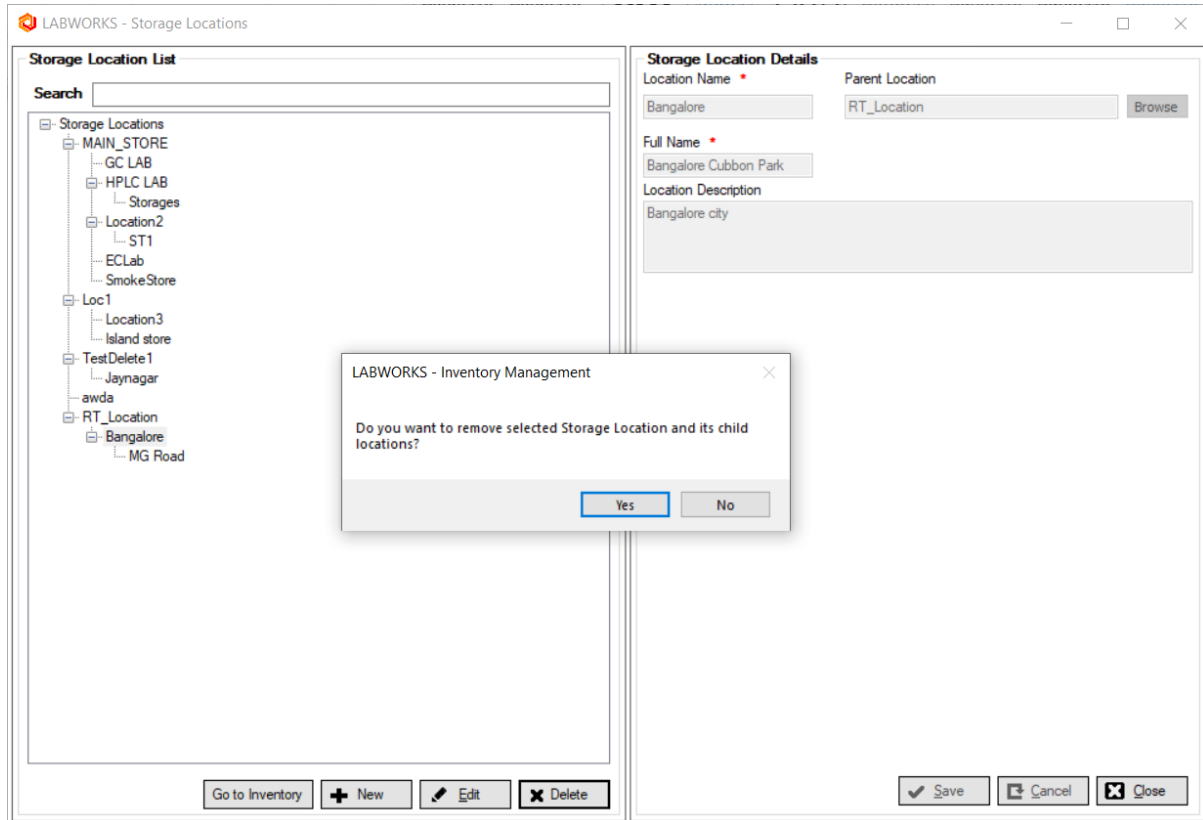 LABWORKS - Storage Locations
Storage Location List
Search
Storage Locations
MAIN_STORE
GC LAB
HPLC LAB
Storages
Location2
ST1
ECLab
SmokeStore
Loc1
Location3
Island store
TestDelete1
Jaynagar
awda
RT_Location
Bangalore
MG Road
Go to Inventory
New
Edit
Delete
Storage Location Details
Location Name *
Parent Location
Bangalore
RT_Location
Browse
Full Name *
Bangalore Cubbon Park
Location Description
Bangalore city
LABWORKS - Inventory Management
Do you want to remove selected Storage Location and its child
locations?
Yes
No
Save
Cancel
Close